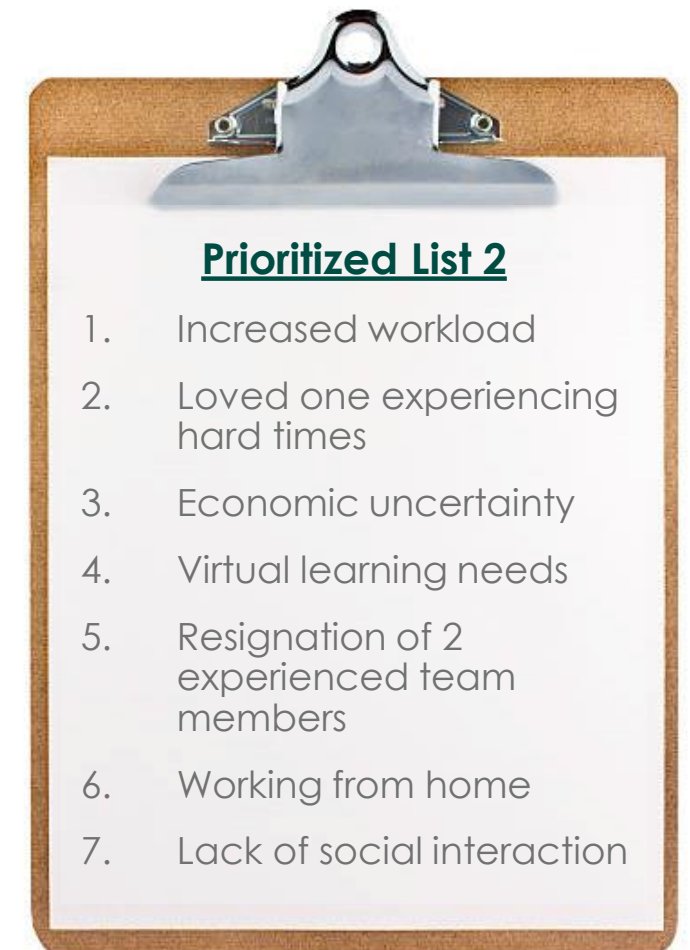 Prioritized List 2
1. Increased workload
2. Loved one experiencing
hard times
3. Economic uncertainty
4. Virtual learning needs
5. Resignation of 2
experienced team
members
6. Working from home
7. Lack of social interaction